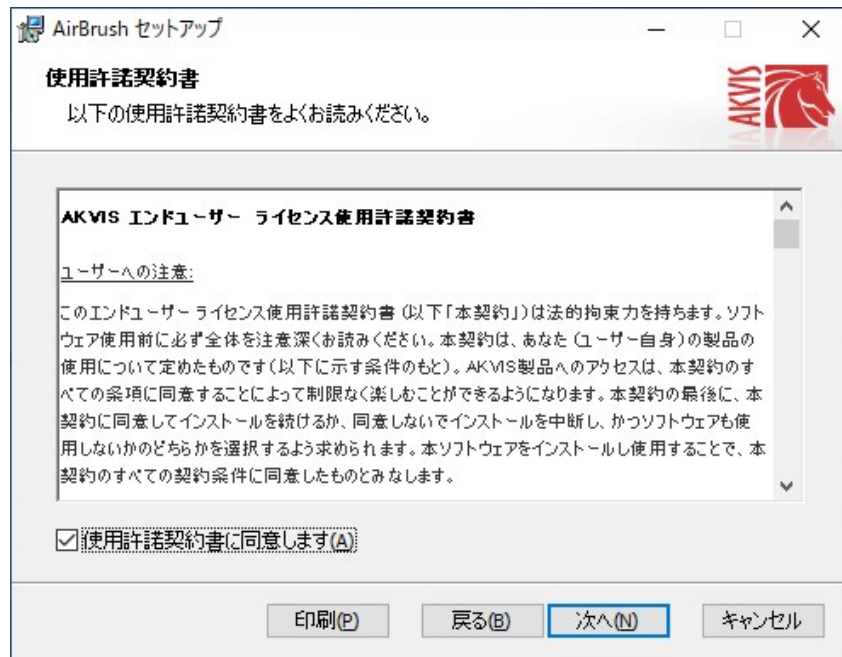 AirBrush セットアップ
使用許諾契約書
以下の使用許諾契約書をよくお読みください。
AKVIS
AKVIS エンドユーザー ライセンス使用許諾契約書
ユーザーへの注意:
このエンドユーザー ライセンス使用許諾契約書 (以下「本契約」)は法的拘束力を持ちます。ソフト
ウェア使用前に必ず全体を注意深くお読みください。本契約は、あなた (ユーザー自身)の製品の
使用について定めたものです(以下に示す条件のもと)。AKVIS製品へのアクセスは、本契約のす
べての条項に同意することによって制限なく楽しむことができるようになります。本契約の最後に、本
契約に同意してインストールを続けるか、同意しないでインストールを中断し、かつソフトウェアも使
用しないかのどちらかを選択するよう求められます。本ソフトウェアをインストールし使用することで、本
契約のすべての契約条件に同意したものとみなします。
使用許諾契約書に同意します(A)
印刷(P) 戻る(B) 次へ(N) キャンセル